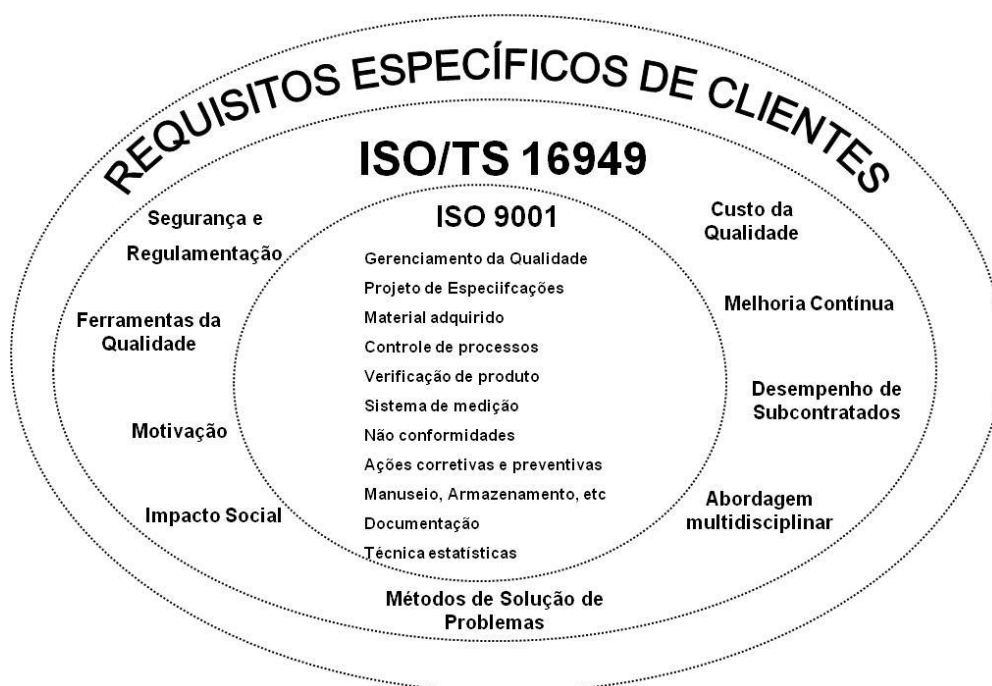 REQUISITOS ESPECÍFICOS DE CLIENTES
ISO/TS 16949
ISO 9001
Segurança e
Regulamentação
Ferramentas da
Qualidade
Motivação
Impacto Social
Gerenciamento da Qualidade
Projeto de Especiifcações
Material adquirido
Controle de processos
Verificação de produto
Sistema de medição
Não conformidades
Ações corretivas e preventivas
Manuseio, Armazenamento, etc
Documentação
Técnica estatísticas
Custo da
Qualidade
Melhoria Contínua
Desempenho de
Subcontratados
Abordagem
multidisciplinar
Métodos de Solução de
Problemas